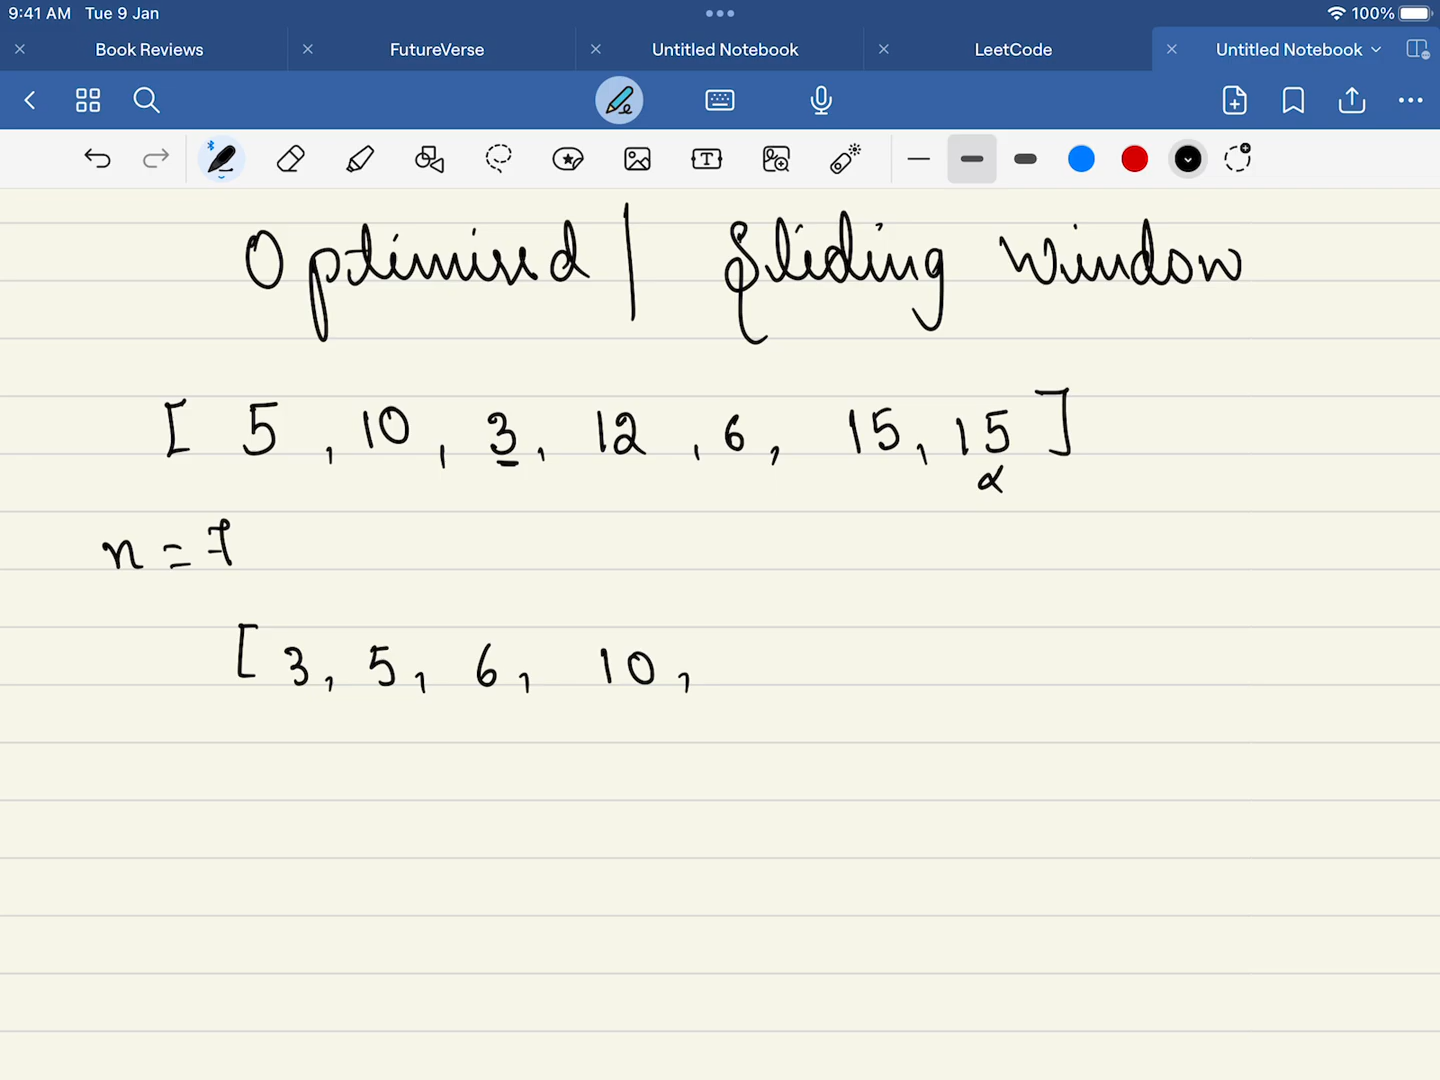 9:41 AM Tue 9 Jan 100%
Book Reviews FutureVerse Untitled Notebook LeetCode Untitled Notebook
Optimised | Sliding Window
[ 5 , 10 , 3 , 12 , 6 , 15 , 15 ]
α
n = 7
[ 3 , 5 , 6 , 10 ,